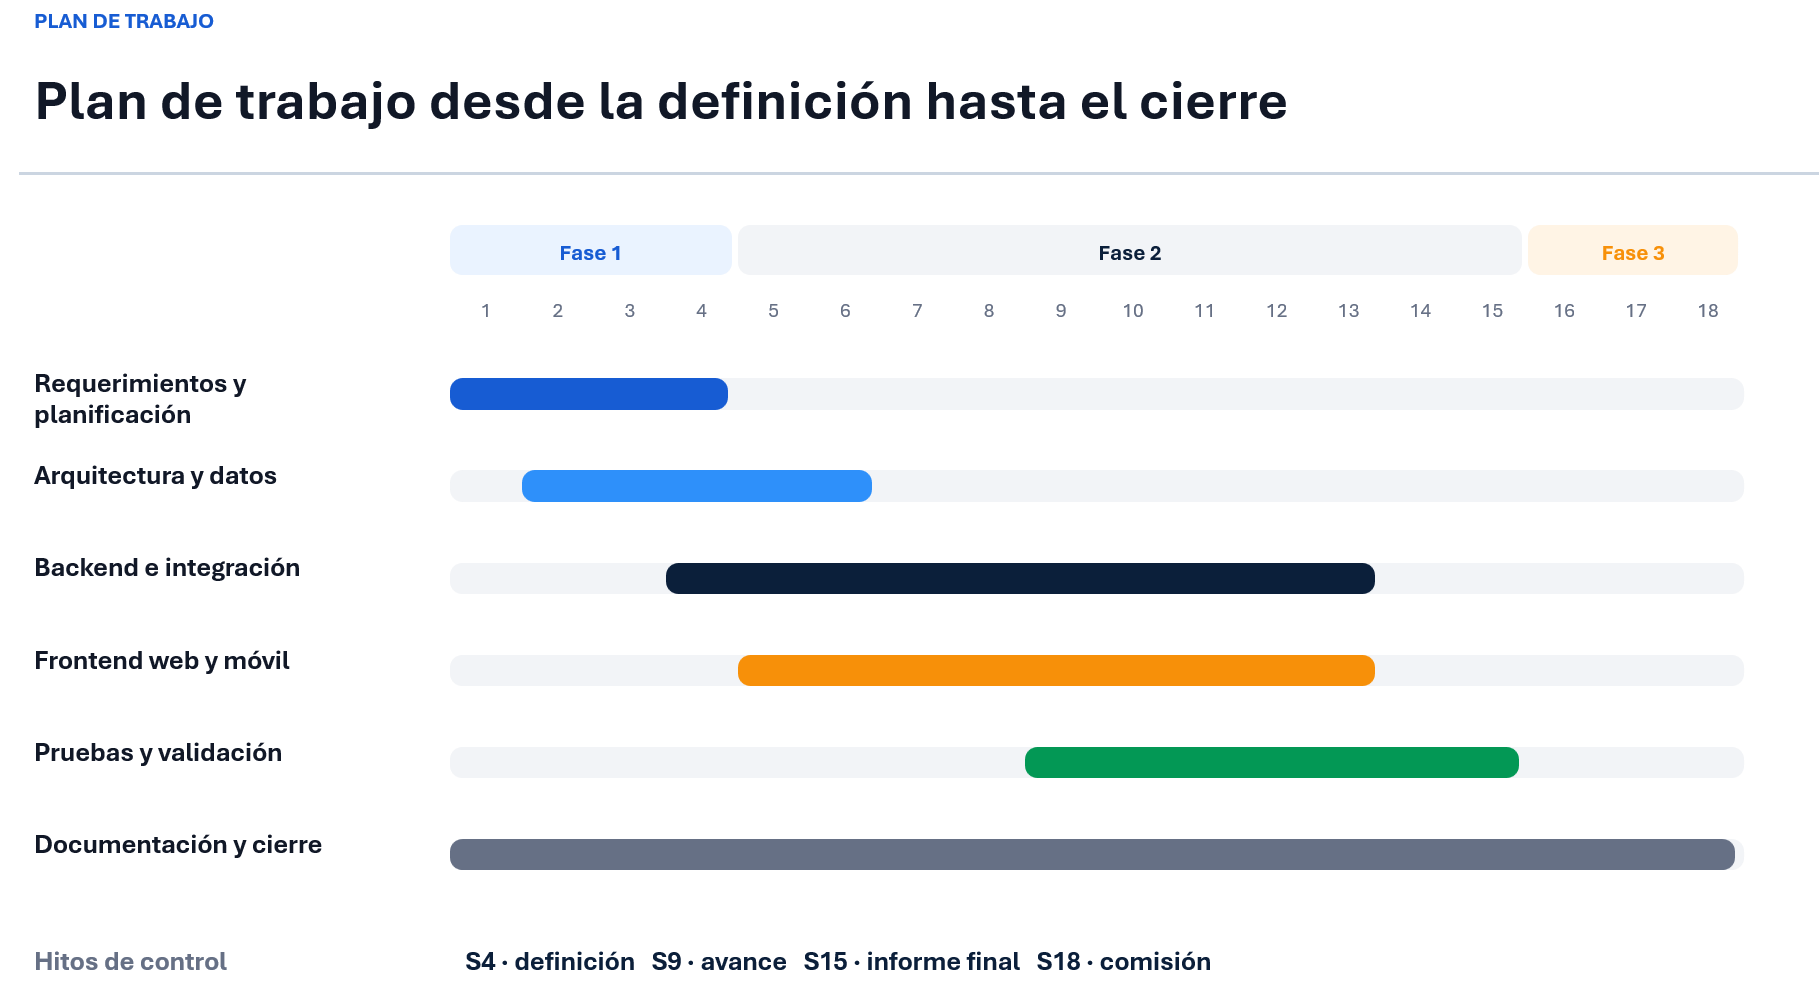 PLAN DE TRABAJO
Plan de trabajo desde la definición hasta el cierre
Fase 1 Fase 2 Fase 3
1 2 3 4 5 6 7 8 9 10 11 12 13 14 15 16 17 18
Requerimientos y
planificación
Arquitectura y datos
Backend e integración
Frontend web y móvil
Pruebas y validación
Documentación y cierre
Hitos de control S4 · definición S9 · avance S15 · informe final S18 · comisión